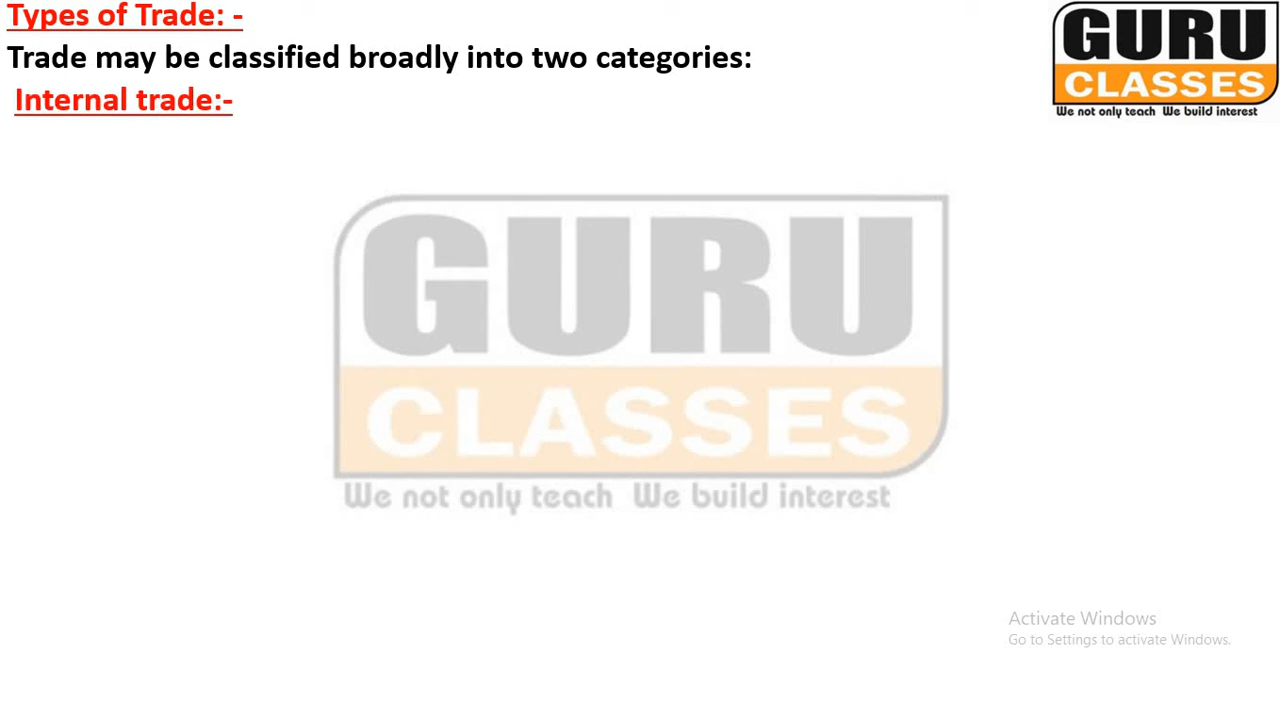 Types of Trade: -
Trade may be classified broadly into two categories:
Internal trade:-
GURU
CLASSES
We not only teach We build interest
GURU
CLASSES
We not only teach We build interest
Activate Windows
Go to Settings to activate Windows.